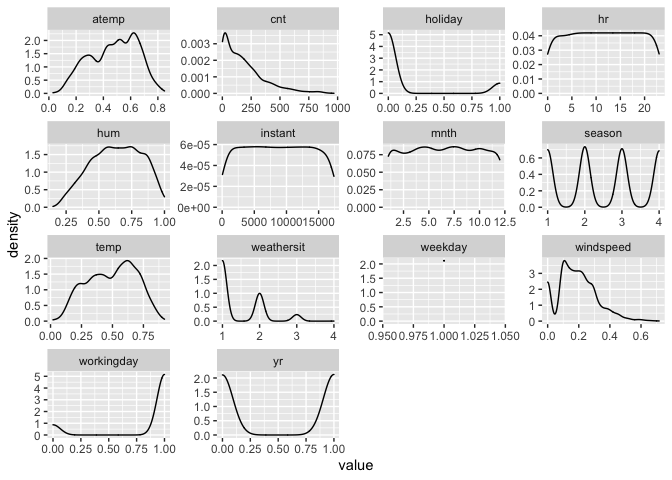 atemp cnt holiday hr
2.0 0.003 5 0.04
1.5 0.002 4 0.03
1.0 0.001 3 0.02
0.5 0.000 2 0.01
0.0 1 0.00
0
0.0 0.2 0.4 0.6 0.8 0 250 500 750 1000 0.00 0.25 0.50 0.75 1.00 0 5 10 15 20
hum instant mnth season
1.5 6e-05 0.075 0.6
1.0 4e-05 0.050 0.4
0.5 2e-05 0.025 0.2
0.0 0e+00 0.000 0.0
0.25 0.50 0.75 1.00 0 5000 10000 15000 2.5 5.0 7.5 10.0 12.5 1 2 3 4
density
temp weathersit weekday windspeed
2.0 2.0 2.0 3
1.5 1.5 1.5 2
1.0 1.0 1.0 1
0.5 0.5 0.5 0
0.0 0.0 0.0
0.00 0.25 0.50 0.75 1 2 3 4 0.950 0.975 1.000 1.025 1.050 0.0 0.2 0.4 0.6
workingday yr
5 2.0
4 1.5
3 1.0
2 0.5
1 0.0
0
0.00 0.25 0.50 0.75 1.00 0.00 0.25 0.50 0.75 1.00
value